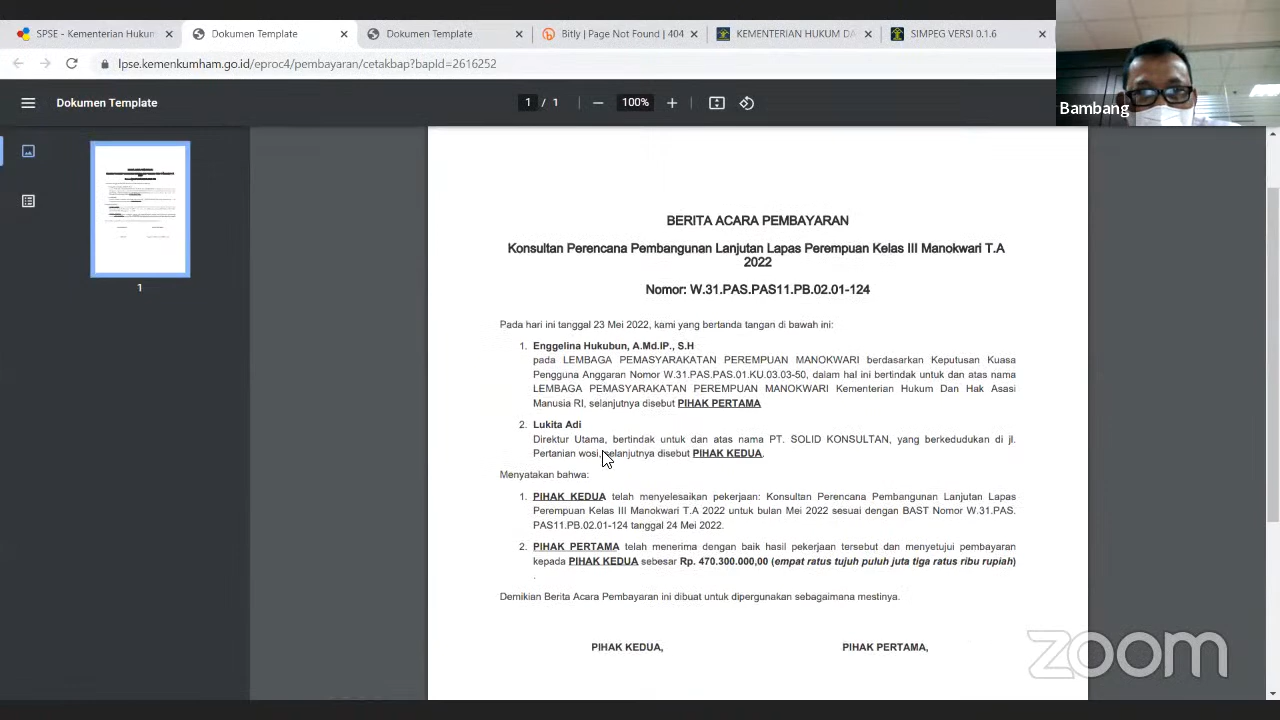 SPSE - Kementerian Hukum
Dokumen Template
Dokumen Template
Bitly | Page Not Found | 404
KEMENTERIAN HUKUM DA
SIMPEG VERSI 0.1.6
lpse.kemenkumham.go.id/eproc4/pembayaran/cetakbap?bapId=2616252
Dokumen Template
1 / 1
100%
Bambang
1
BERITA ACARA PEMBAYARAN
Konsultan Perencana Pembangunan Lanjutan Lapas Perempuan Kelas III Manokwari T.A
2022
Nomor: W.31.PAS.PAS11.PB.02.01-124
Pada hari ini tanggal 23 Mei 2022, kami yang bertanda tangan di bawah ini:
1. Enggelina Hukubun, A.Md.IP., S.H
pada LEMBAGA PEMASYARAKATAN PEREMPUAN MANOKWARI berdasarkan Keputusan Kuasa
Pengguna Anggaran Nomor W.31.PAS.PAS.01.KU.03.03-50, dalam hal ini bertindak untuk dan atas nama
LEMBAGA PEMASYARAKATAN PEREMPUAN MANOKWARI Kementerian Hukum Dan Hak Asasi
Manusia RI, selanjutnya disebut PIHAK PERTAMA
2. Lukita Adi
Direktur Utama, bertindak untuk dan atas nama PT. SOLID KONSULTAN, yang berkedudukan di jl.
Pertanian wosi, selanjutnya disebut PIHAK KEDUA.
Menyatakan bahwa:
1. PIHAK KEDUA telah menyelesaikan pekerjaan: Konsultan Perencana Pembangunan Lanjutan Lapas
Perempuan Kelas III Manokwari T.A 2022 untuk bulan Mei 2022 sesuai dengan BAST Nomor W.31.PAS.
PAS11.PB.02.01-124 tanggal 24 Mei 2022.
2. PIHAK PERTAMA telah menerima dengan baik hasil pekerjaan tersebut dan menyetujui pembayaran
kepada PIHAK KEDUA sebesar Rp. 470.300.000,00 (empat ratus tujuh puluh juta tiga ratus ribu rupiah)
.
Demikian Berita Acara Pembayaran ini dibuat untuk dipergunakan sebagaimana mestinya.
PIHAK KEDUA,
PIHAK PERTAMA,
zoom